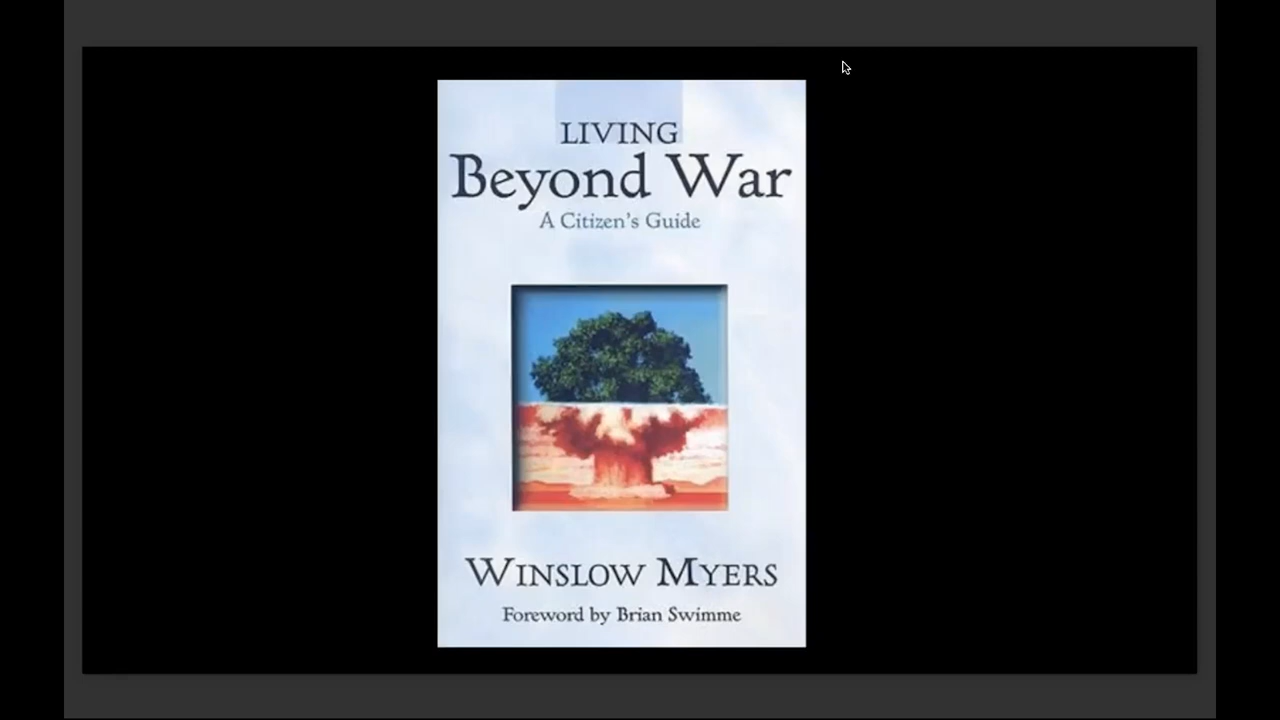 LIVING
Beyond War
A Citizen's Guide
WINSLOW MYERS
Foreword by Brian Swimme